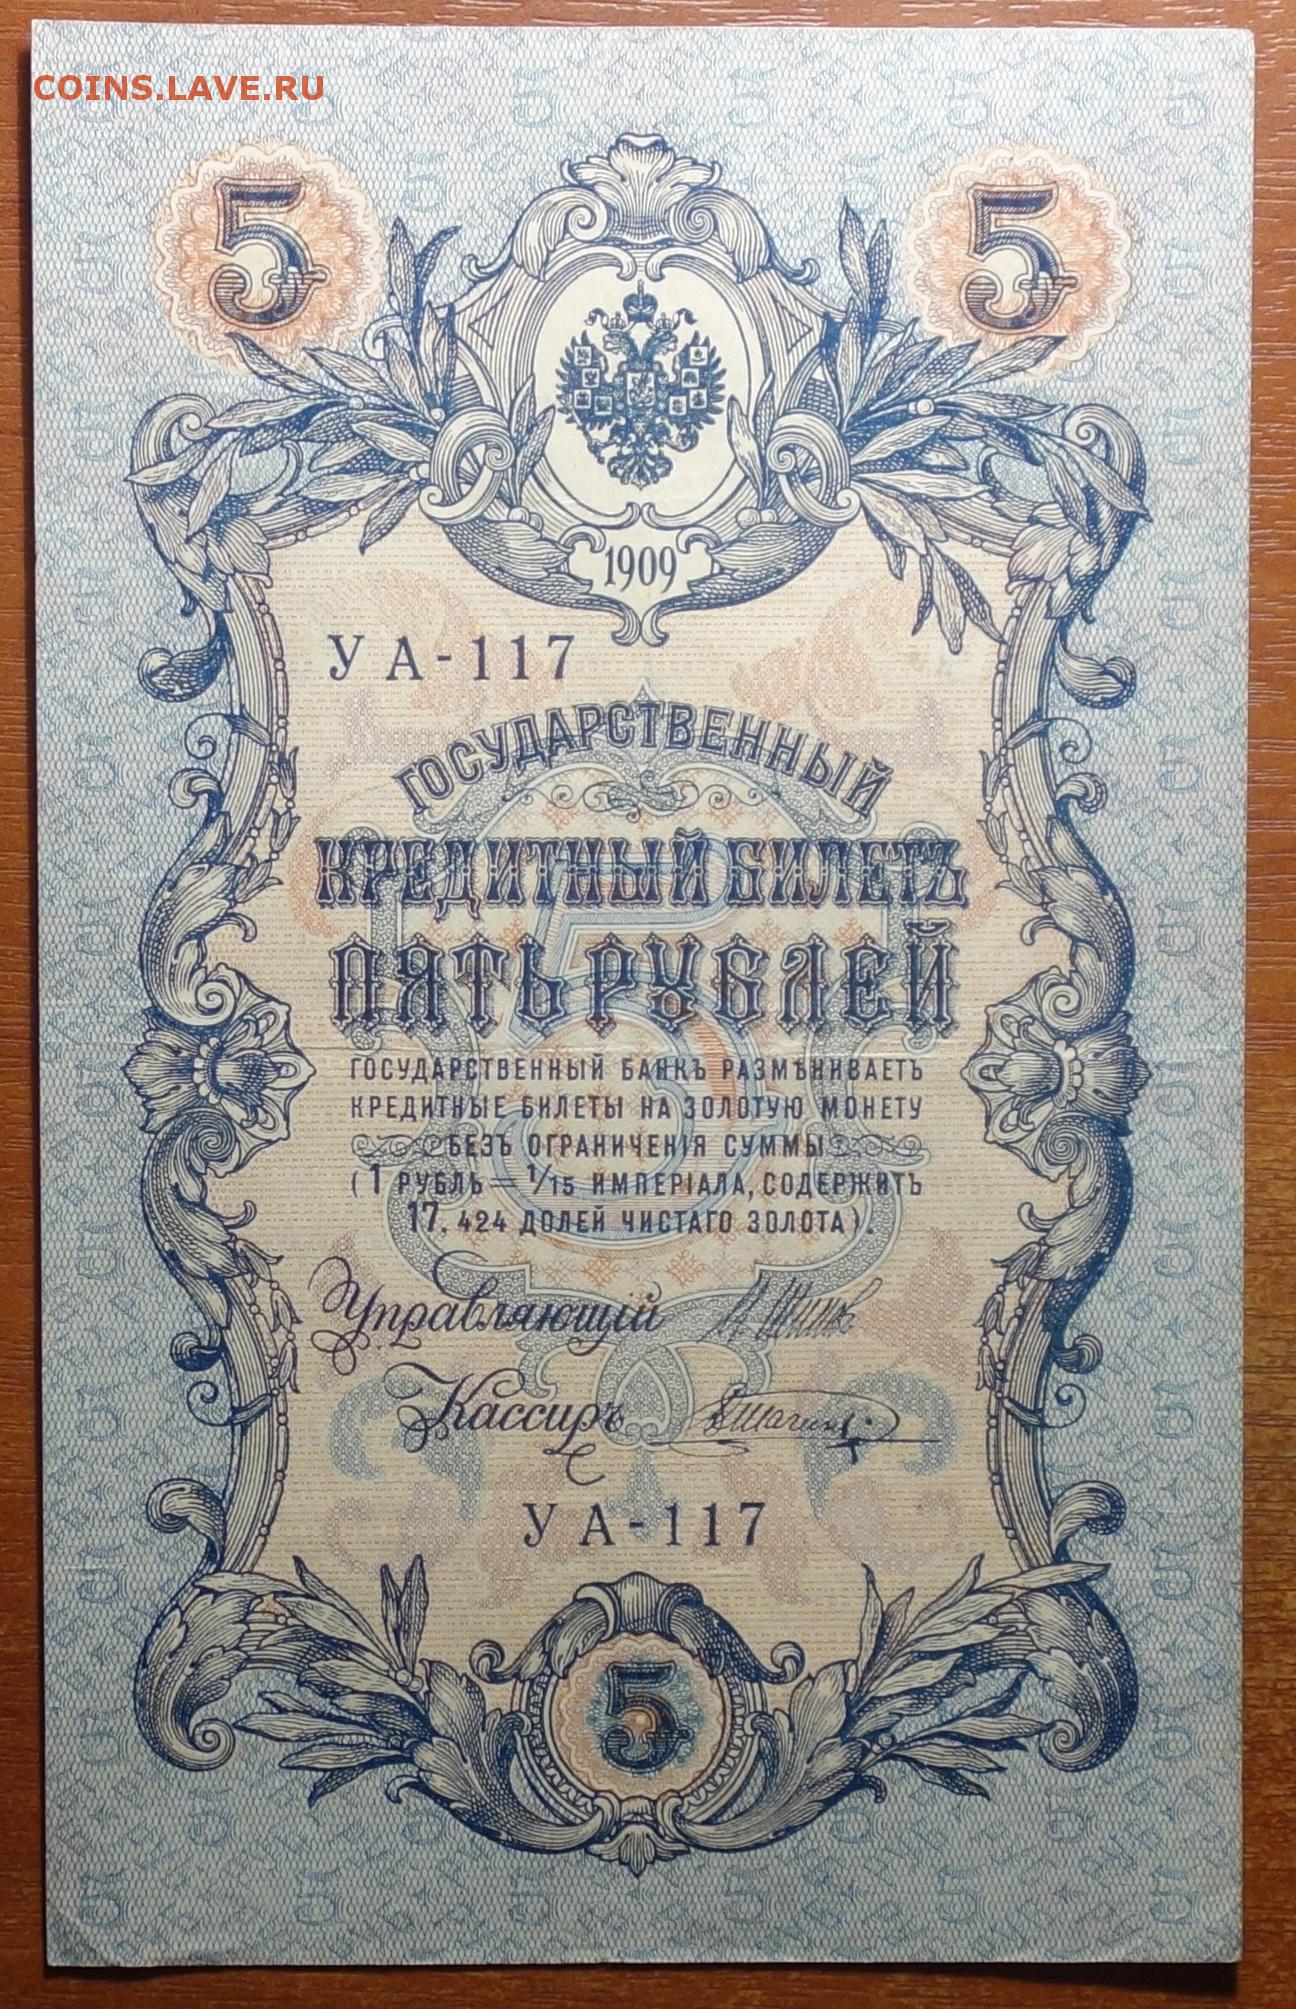 COINS.LAVE.RU
5 5
1909
УА-117
ГОСУДАРСТВЕННЫЙ
КРЕДИТНЫЙ БИЛЕТЪ
5
ПЯТЬ РУБЛЕЙ
ГОСУДАРСТВЕННЫЙ БАНКЪ РАЗМѢНИВАЕТЪ
КРЕДИТНЫЕ БИЛЕТЫ НА ЗОЛОТУЮ МОНЕТУ
БЕЗЪ ОГРАНИЧЕНІЯ СУММЫ
(1 РУБЛЬ = 1/15 ИМПЕРІАЛА, СОДЕРЖИТЪ
17,424 ДОЛЕЙ ЧИСТАГО ЗОЛОТА).
Управляющій
Кассиръ
УА-117
5